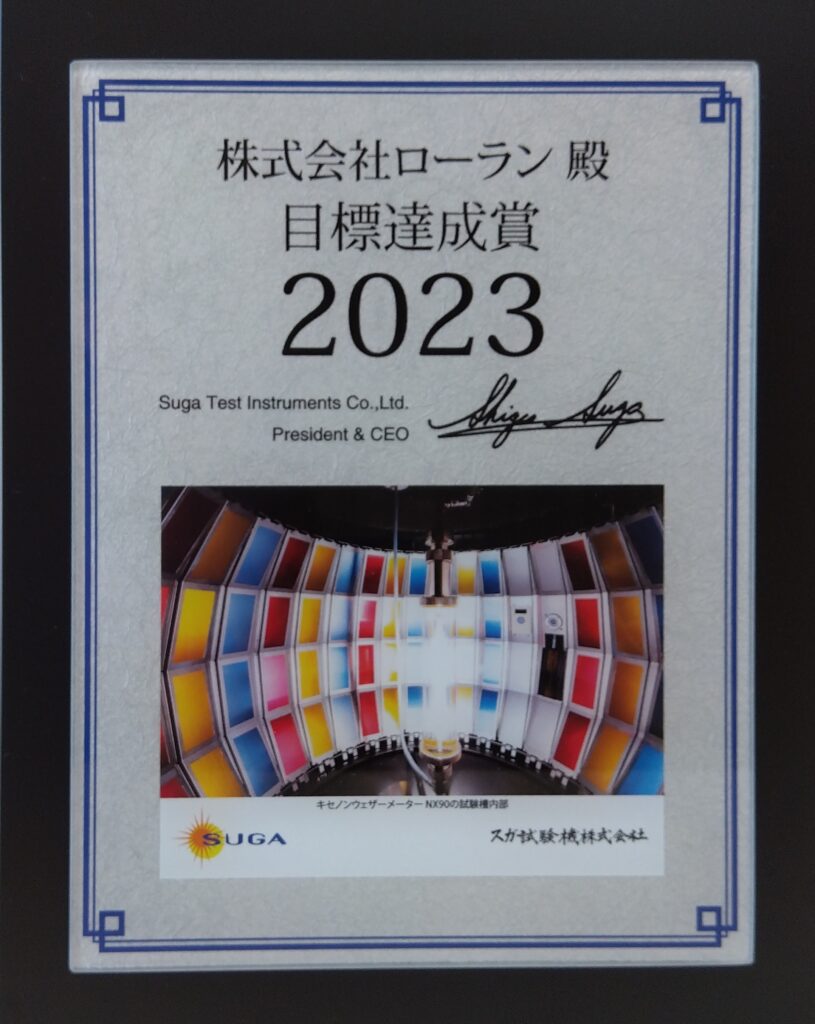 株式会社ローラン 殿
目標達成賞
2023
Suga Test Instruments Co.,Ltd.
President & CEO
Shigeo Suga
キセノンウェザーメーター NX90の試験槽内部
SUGA
スガ試験機株式会社